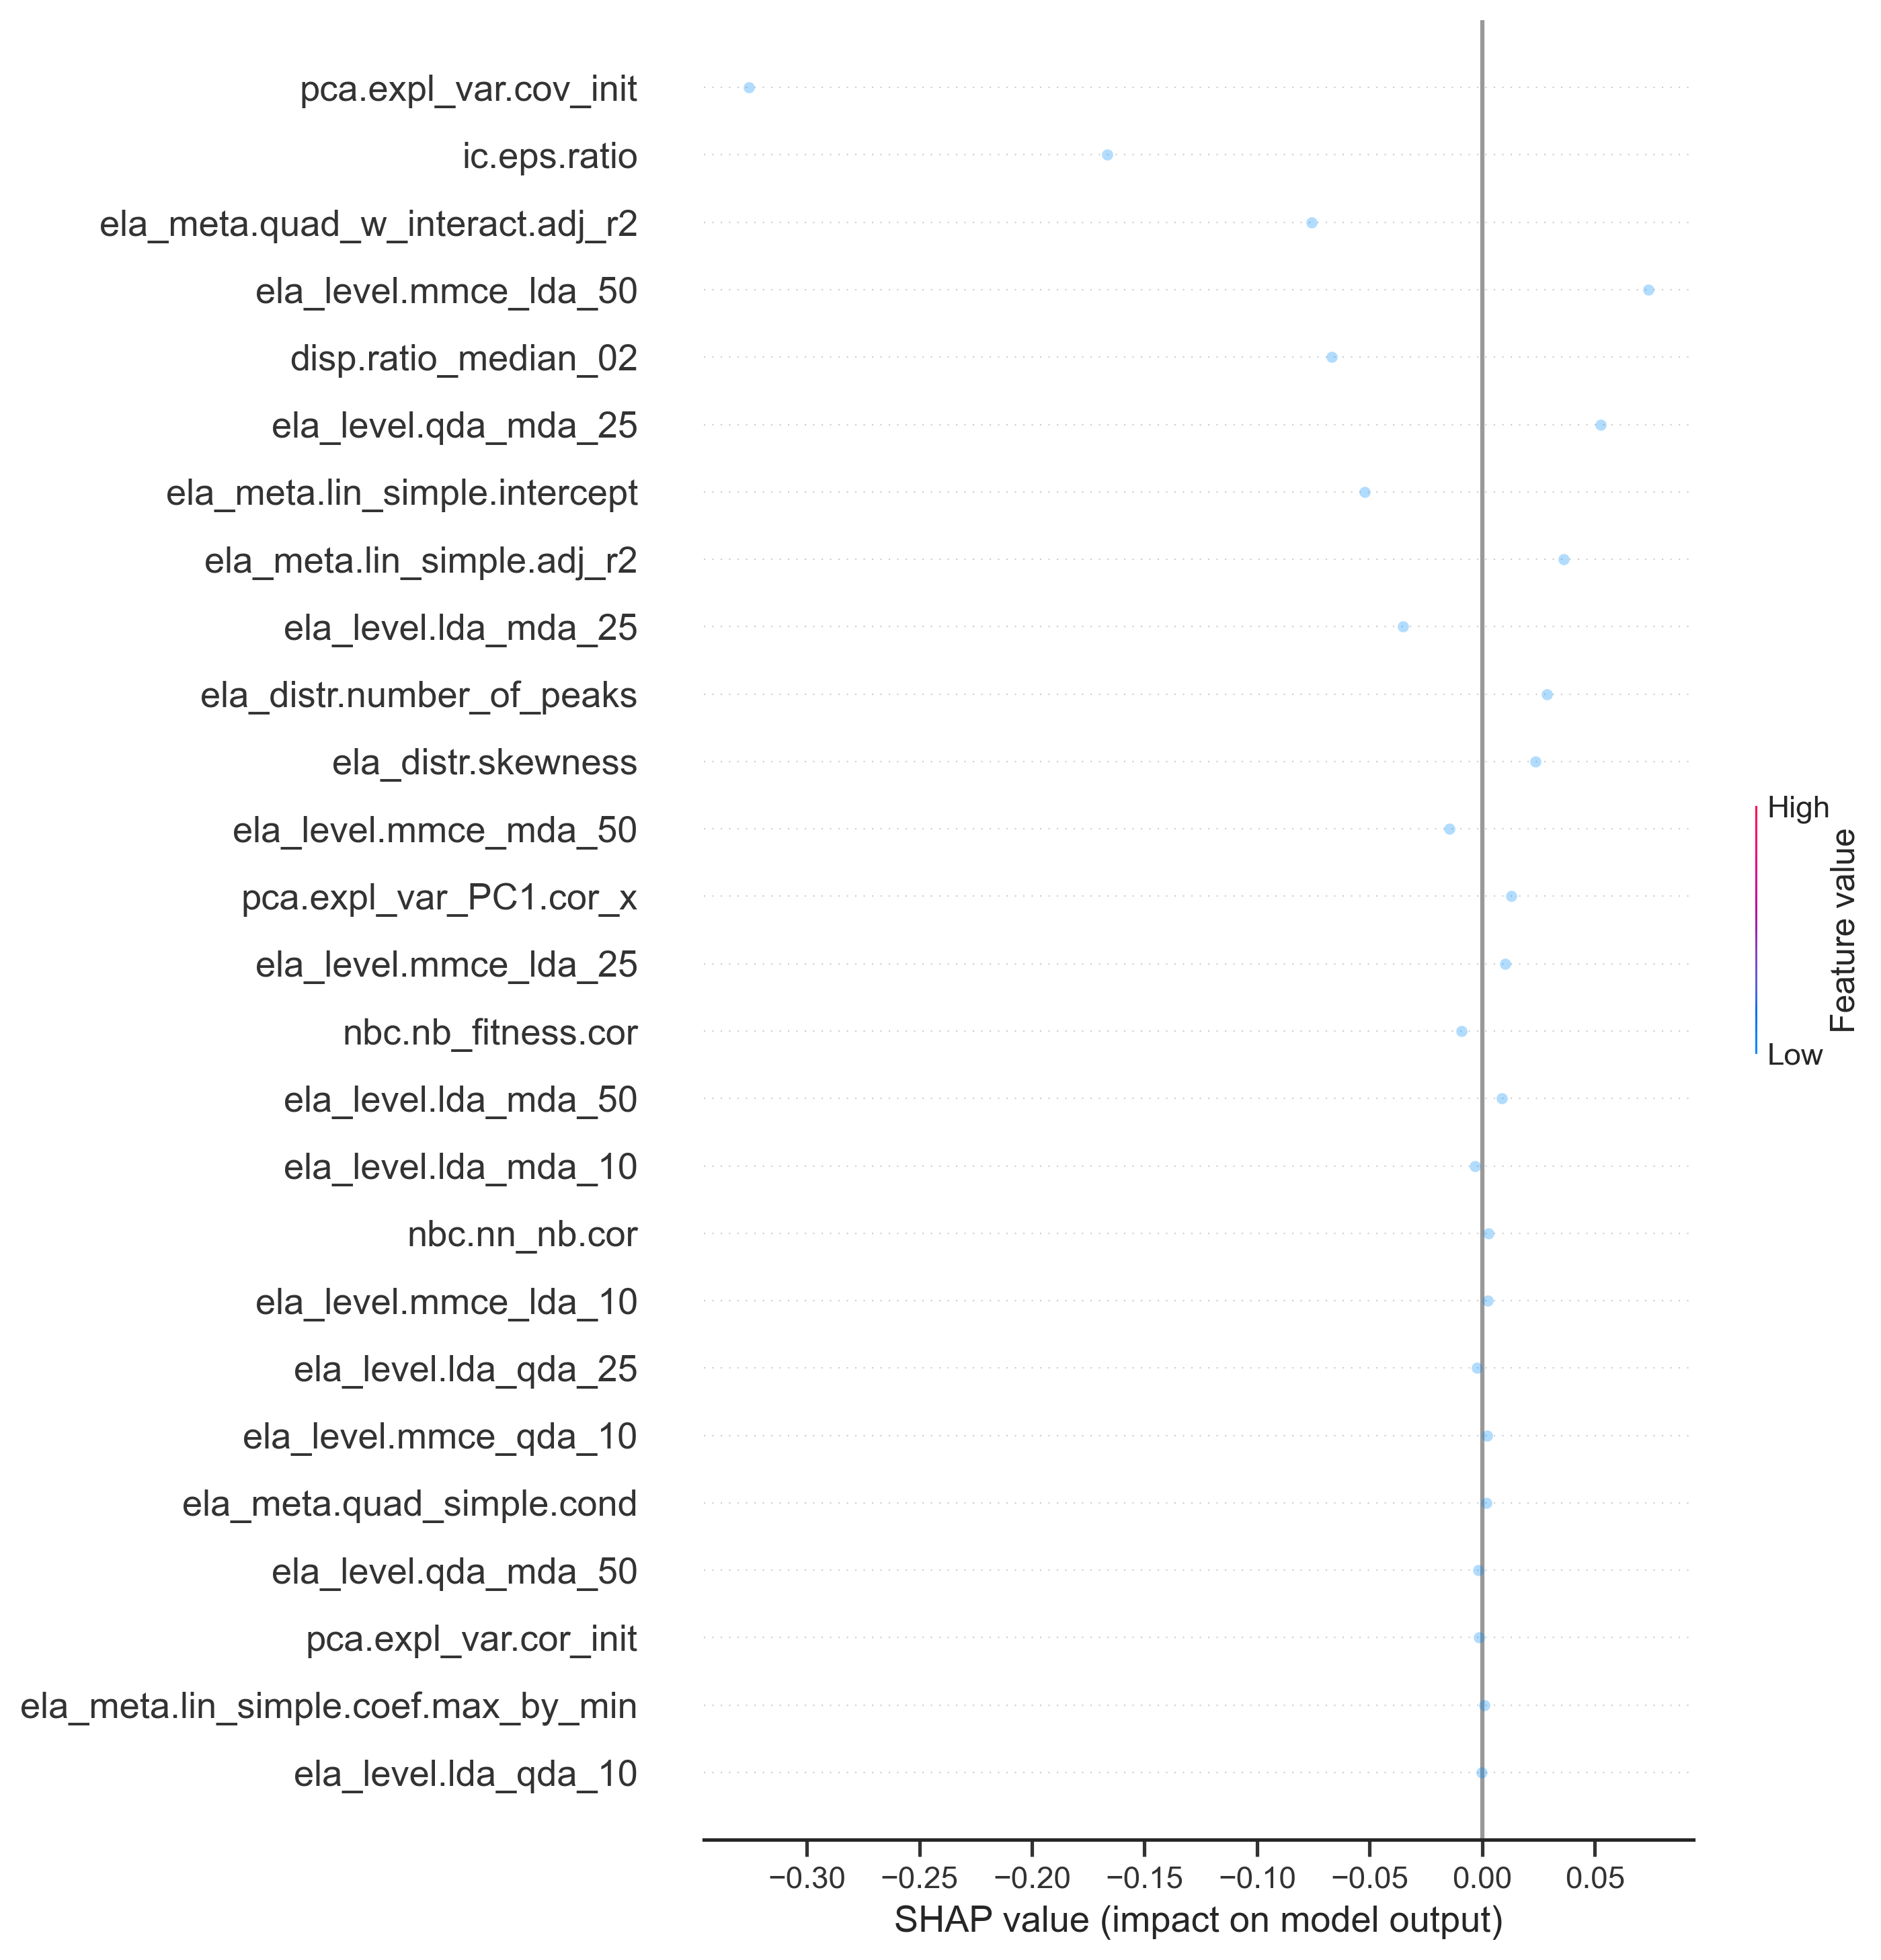 pca.expl_var.cov_init
ic.eps.ratio
ela_meta.quad_w_interact.adj_r2
ela_level.mmce_lda_50
disp.ratio_median_02
ela_level.qda_mda_25
ela_meta.lin_simple.intercept
ela_meta.lin_simple.adj_r2
ela_level.lda_mda_25
ela_distr.number_of_peaks
ela_distr.skewness
ela_level.mmce_mda_50
pca.expl_var_PC1.cor_x
ela_level.mmce_lda_25
nbc.nb_fitness.cor
ela_level.lda_mda_50
ela_level.lda_mda_10
nbc.nn_nb.cor
ela_level.mmce_lda_10
ela_level.lda_qda_25
ela_level.mmce_qda_10
ela_meta.quad_simple.cond
ela_level.qda_mda_50
pca.expl_var.cor_init
ela_meta.lin_simple.coef.max_by_min
ela_level.lda_qda_10
−0.30 −0.25 −0.20 −0.15 −0.10 −0.05 0.00 0.05
SHAP value (impact on model output)
High
Feature value
Low